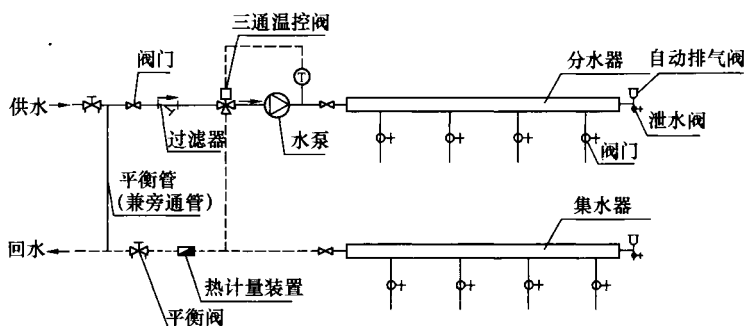 三通温控阀
阀门
T
分水器
自动排气阀
供水
过滤器
水泵
阀门
泄水阀
平衡管
(兼旁通管)
集水器
回水
热计量装置
平衡阀